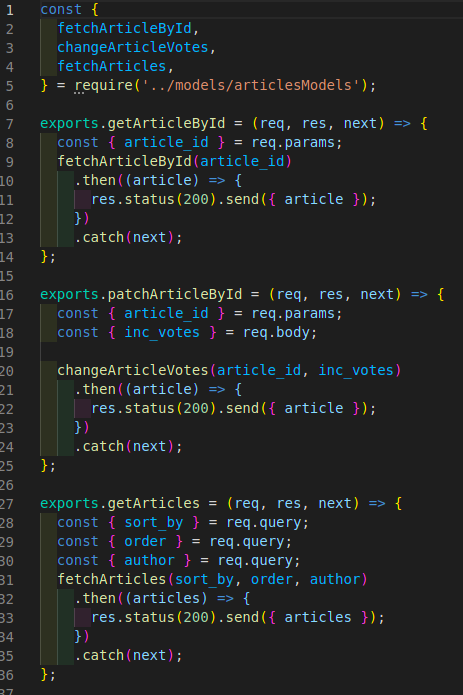 1 const {
2   fetchArticleById,
3   changeArticleVotes,
4   fetchArticles,
5 } = require('../models/articlesModels');
6
7 exports.getArticleById = (req, res, next) => {
8   const { article_id } = req.params;
9   fetchArticleById(article_id)
10     .then((article) => {
11       res.status(200).send({ article });
12     })
13     .catch(next);
14 };
15
16 exports.patchArticleById = (req, res, next) => {
17   const { article_id } = req.params;
18   const { inc_votes } = req.body;
19
20   changeArticleVotes(article_id, inc_votes)
21     .then((article) => {
22       res.status(200).send({ article });
23     })
24     .catch(next);
25 };
26
27 exports.getArticles = (req, res, next) => {
28   const { sort_by } = req.query;
29   const { order } = req.query;
30   const { author } = req.query;
31   fetchArticles(sort_by, order, author)
32     .then((articles) => {
33       res.status(200).send({ articles });
34     })
35     .catch(next);
36 };
37